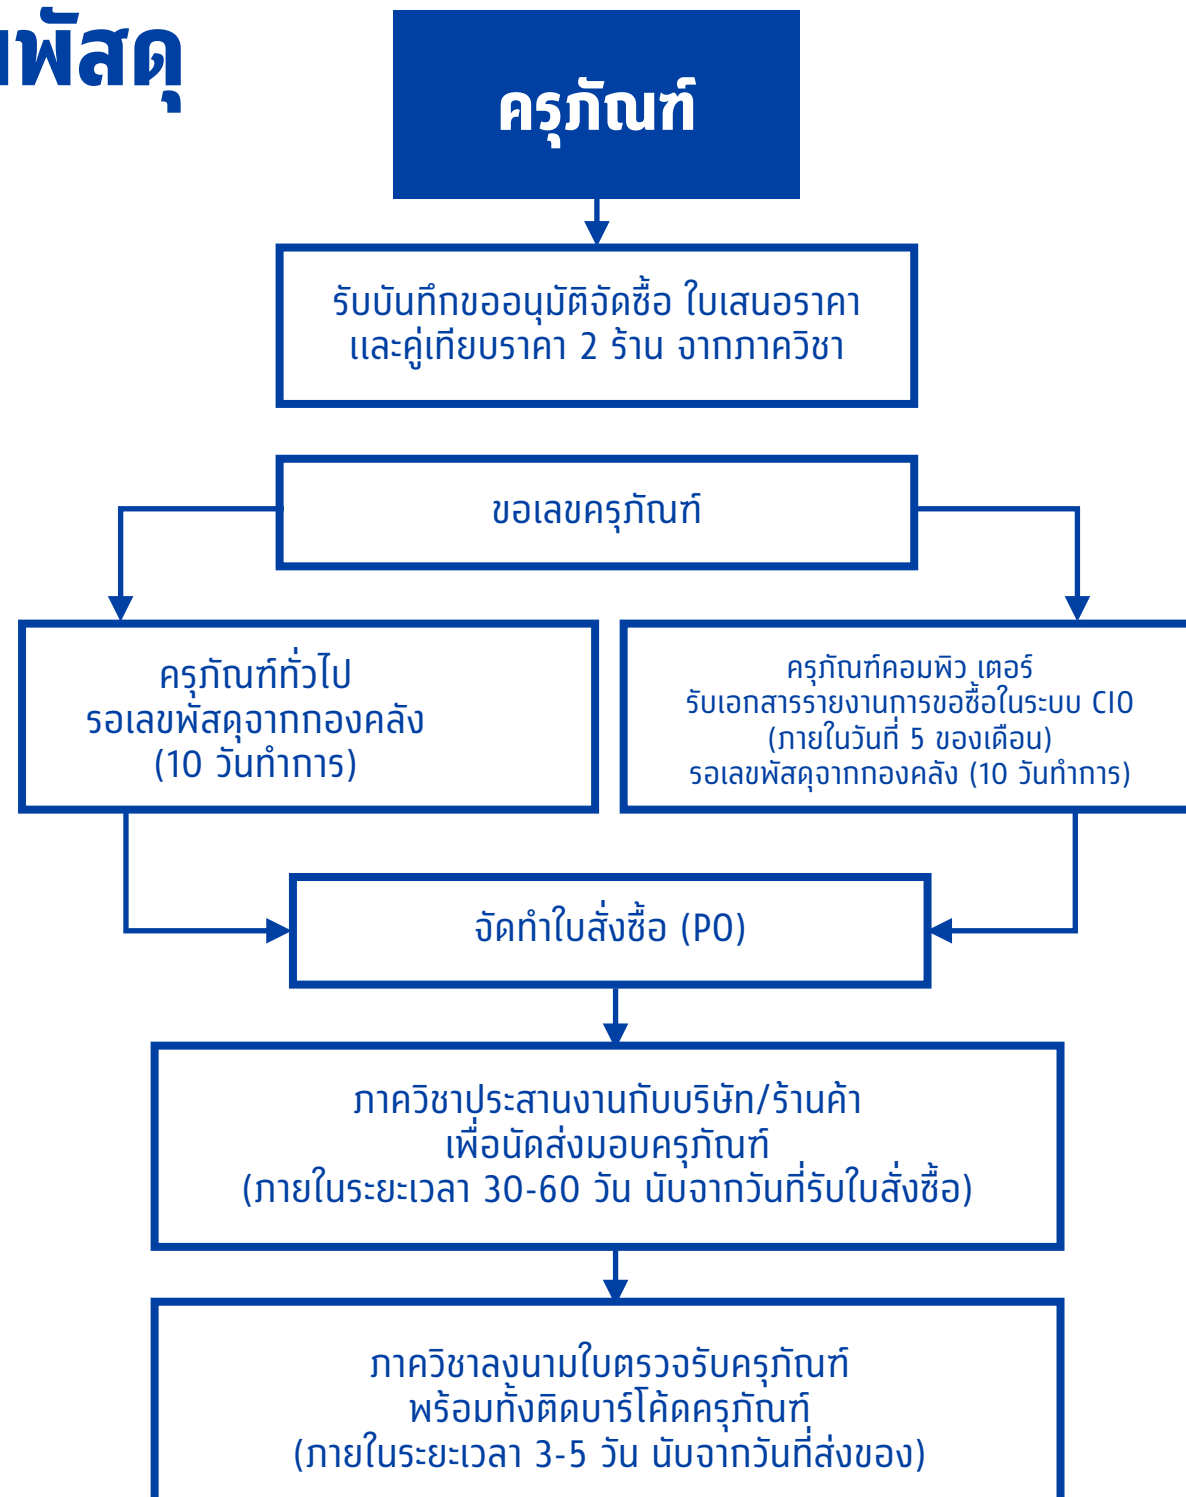 พัสดุ
ครุภัณฑ์
รับบันทึกขออนุมัติจัดซื้อ ใบเสนอราคา
และคู่เทียบราคา 2 ร้าน จากภาควิชา
ขอเลขครุภัณฑ์
ครุภัณฑ์ทั่วไป
รอเลขพัสดุจากกองคลัง
(10 วันทำการ)
ครุภัณฑ์คอมพิว เตอร์
รับเอกสารรายงานการขอซื้อในระบบ CIO
(ภายในวันที่ 5 ของเดือน)
รอเลขพัสดุจากกองคลัง (10 วันทำการ)
จัดทำใบสั่งซื้อ (PO)
ภาควิชาประสานงานกับบริษัท/ร้านค้า
เพื่อนัดส่งมอบครุภัณฑ์
(ภายในระยะเวลา 30-60 วัน นับจากวันที่รับใบสั่งซื้อ)
ภาควิชาลงนามใบตรวจรับครุภัณฑ์
พร้อมทั้งติดบาร์โค้ดครุภัณฑ์
(ภายในระยะเวลา 3-5 วัน นับจากวันที่ส่งของ)